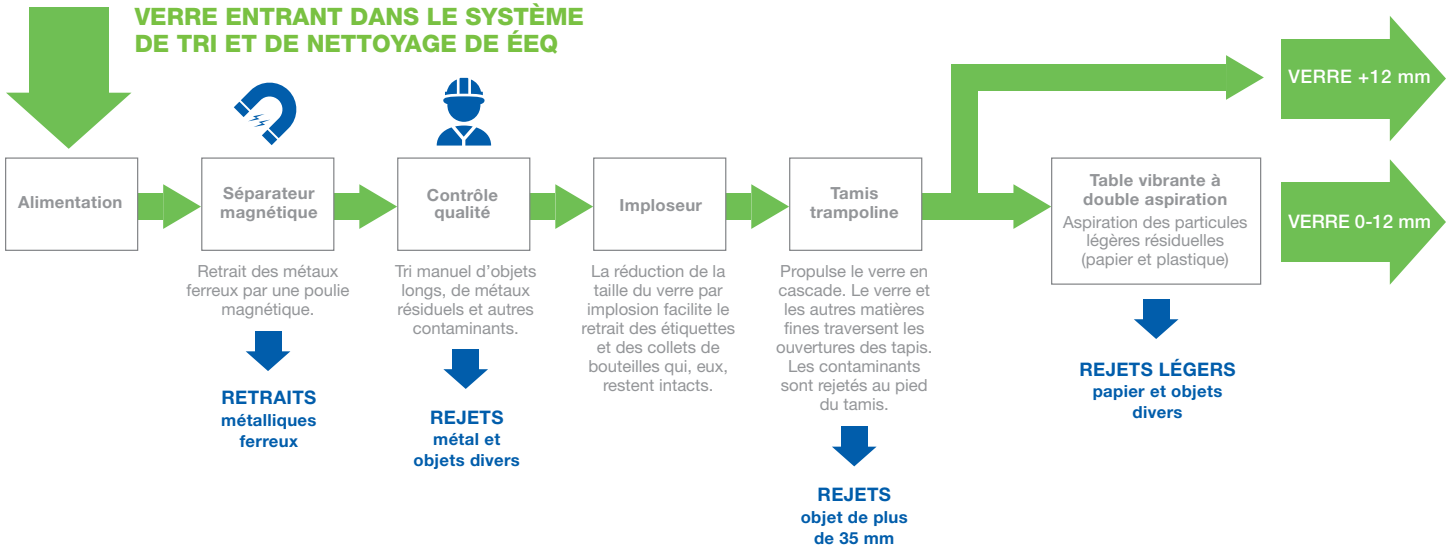 VERRE ENTRANT DANS LE SYSTÈME
DE TRI ET DE NETTOYAGE DE ÉEQ
VERRE +12 mm
Alimentation
Séparateur
magnétique
Retrait des métaux
ferreux par une poulie
magnétique.
RETRAITS
métalliques
ferreux
Contrôle
qualité
Tri manuel d’objets
longs, de métaux
résiduels et autres
contaminants.
REJETS
métal et
objets divers
Imploseur
La réduction de la
taille du verre par
implosion facilite le
retrait des étiquettes
et des collets de
bouteilles qui, eux,
restent intacts.
Tamis
trampoline
Propulse le verre en
cascade. Le verre et
les autres matières
fines traversent les
ouvertures des tapis.
Les contaminants
sont rejetés au pied
du tamis.
REJETS
objet de plus
de 35 mm
Table vibrante à
double aspiration
Aspiration des particules
légères résiduelles
(papier et plastique)
REJETS LÉGERS
papier et objets
divers
VERRE 0-12 mm